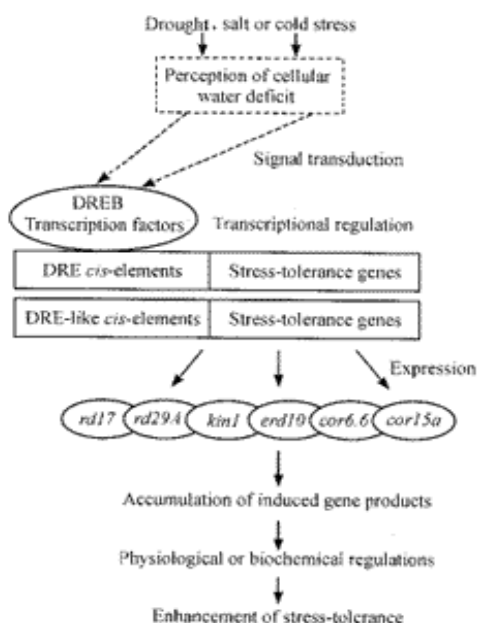 Drought, salt or cold stress
Perception of cellular
water deficit
Signal transduction
DREB
Transcription factors
Transcriptional regulation
DRE cis-elements
Stress-tolerance genes
DRE-like cis-elements
Stress-tolerance genes
Expression
rd17
rd29A
kin1
erd10
cor6.6
cor15a
Accumulation of induced gene products
Physiological or biochemical regulations
Enhancement of stress-tolerance